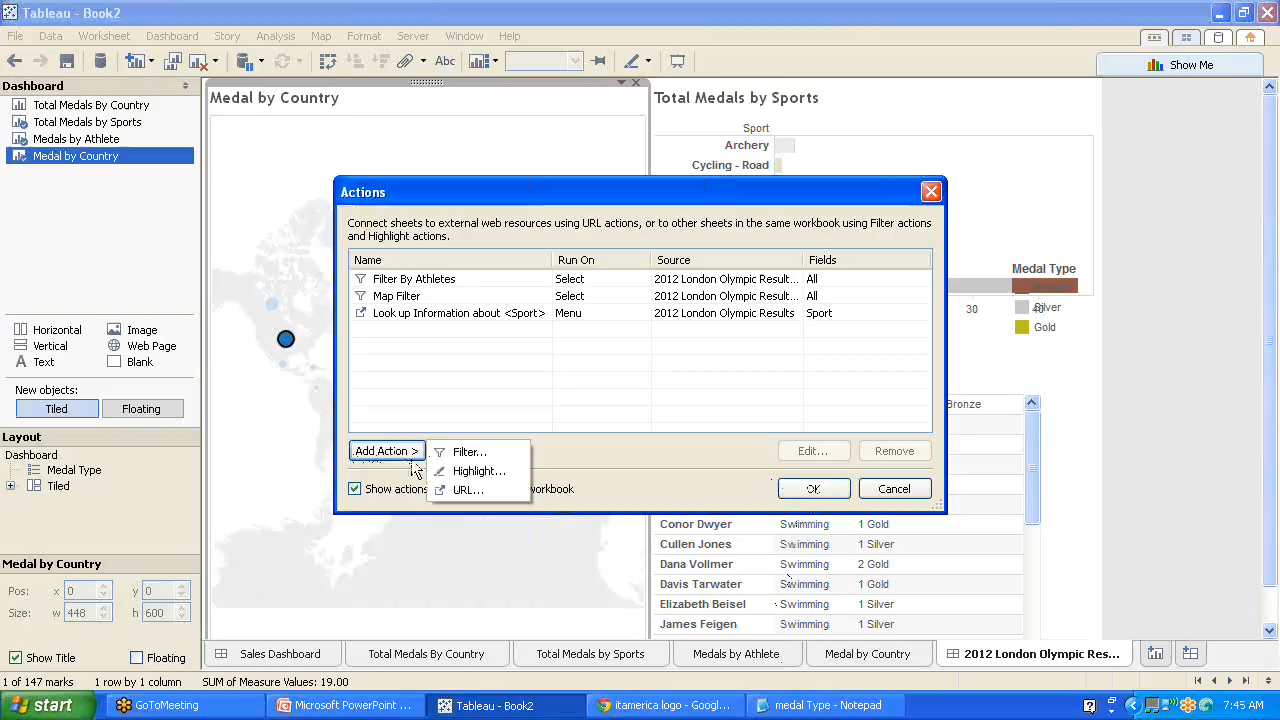 Tableau - Book2
File Data Worksheet Dashboard Story Analysis Map Format Server Window Help
Abc
Show Me
Dashboard
Total Medals By Country
Total Medals by Sports
Medals by Athlete
Medal by Country
Horizontal Image
Vertical Web Page
A Text Blank
New objects:
Tiled Floating
Layout
Dashboard
Medal Type
Tiled
Medal by Country
Pos: x 0 y 0
Size: w 448 h 600
Show Title Floating
Medal by Country
Total Medals by Sports
Sport
Archery
Cycling - Road
Medal Type
Silver
Gold
30
Actions
Connect sheets to external web resources using URL actions, or to other sheets in the same workbook using Filter actions
and Highlight actions.
Name Run On Source Fields
Filter By Athletes Select 2012 London Olympic Result... All
Map Filter Select 2012 London Olympic Result... All
Look up Information about <Sport> Menu 2012 London Olympic Results Sport
Add Action > Edit... Remove
Filter...
Highlight...
URL...
Show actions workbook
OK Cancel
Bronze
Conor Dwyer Swimming 1 Gold
Cullen Jones Swimming 1 Silver
Dana Vollmer Swimming 2 Gold
Davis Tarwater Swimming 1 Gold
Elizabeth Beisel Swimming 1 Silver
James Feigen Swimming 1 Silver
Sales Dashboard Total Medals By Country Total Medals by Sports Medals by Athlete Medal by Country 2012 London Olympic Res...
1 of 147 marks 1 row by 1 column SUM of Measure Values: 19.00
start GoToMeeting Microsoft PowerPoint ... Tableau - Book2 itamerica logo - Googl... medal Type - Notepad 7:45 AM